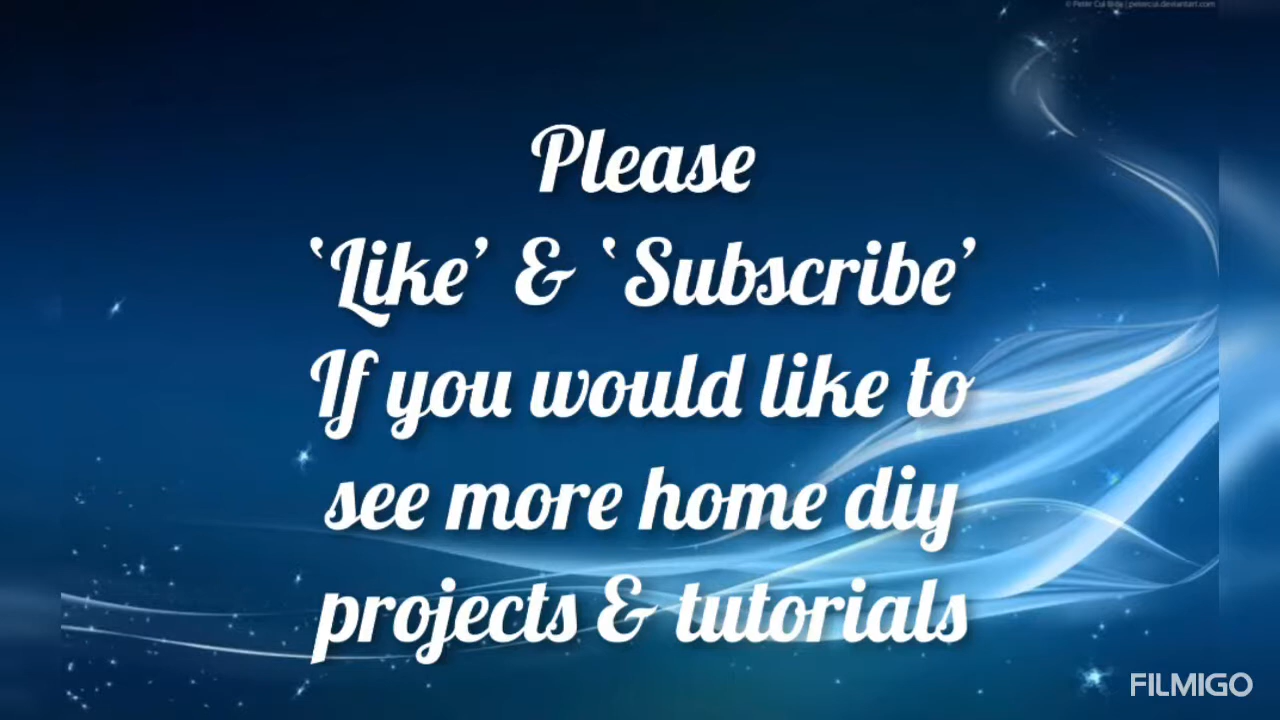 Please
‘Like’ & ‘Subscribe’
If you would like to
see more home diy
projects & tutorials
FILMIGO